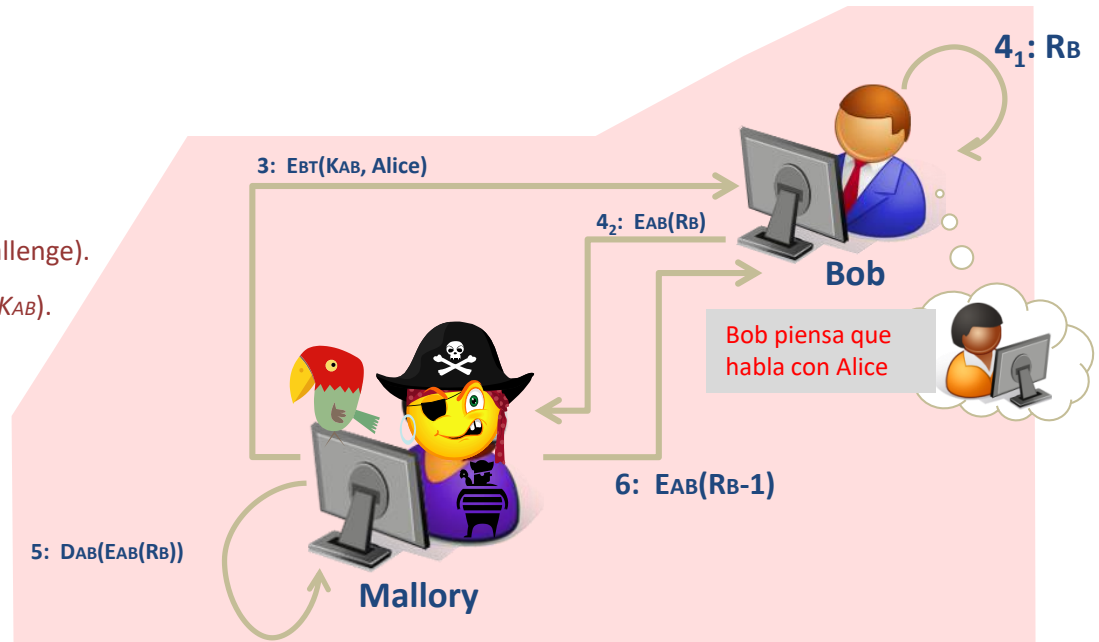 4₁: RB
3: EBT(KAB, Alice)
4₂: EAB(RB)
allenge).
KAB).
Bob
Bob piensa que
habla con Alice
6: EAB(RB-1)
5: DAB(EAB(RB))
Mallory